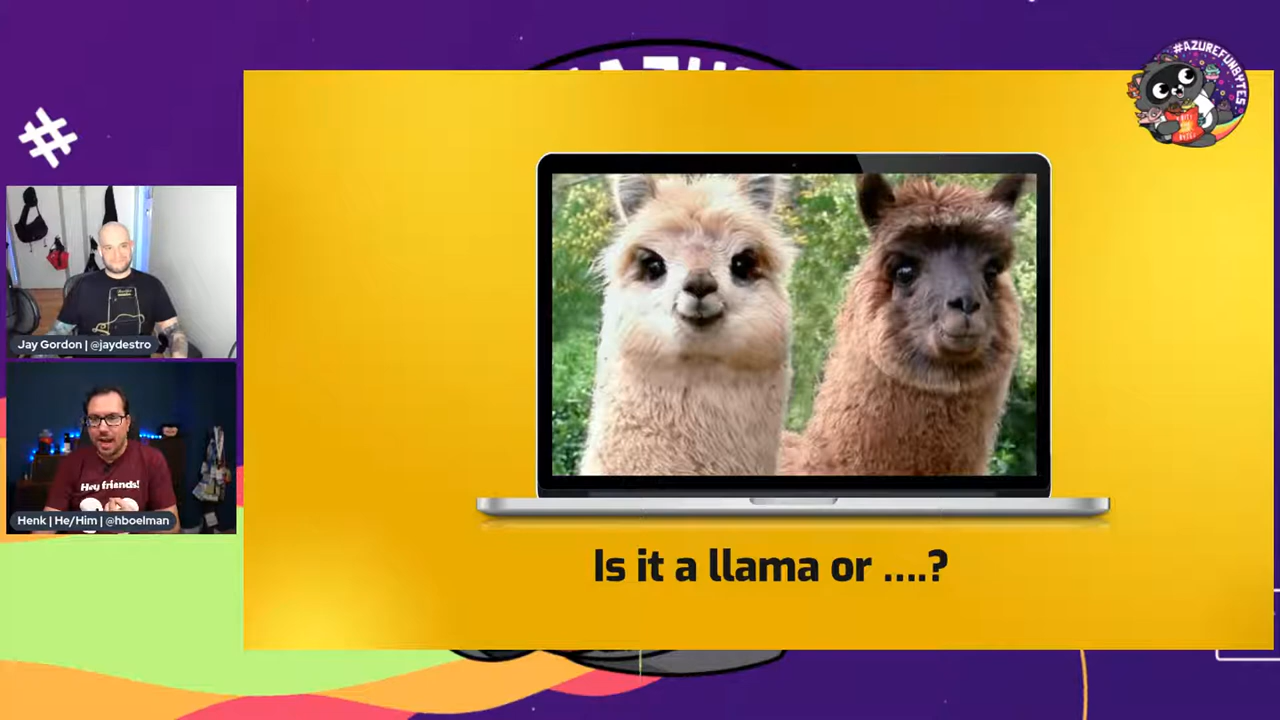 #AZUREFUNBYTES
#
Jay Gordon | @jaydestro
Hey friends!
Henk | He/Him | @hboelman
Is it a llama or ....?